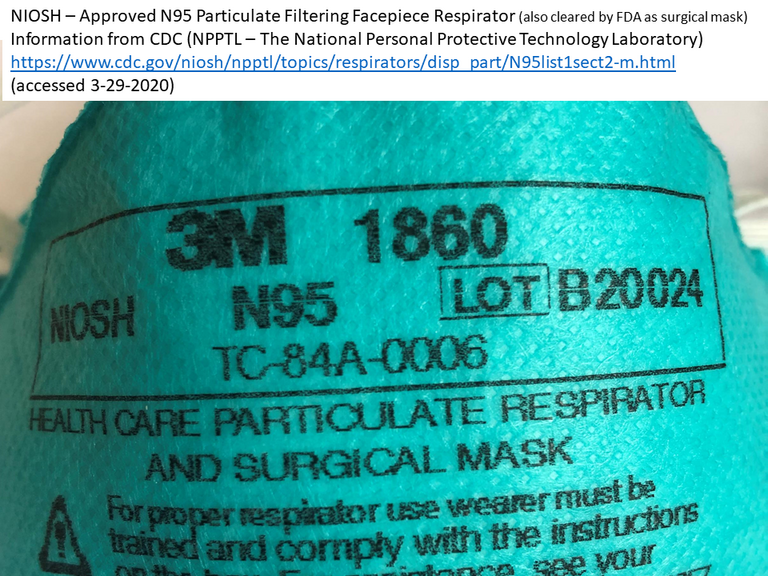 NIOSH – Approved N95 Particulate Filtering Facepiece Respirator (also cleared by FDA as surgical mask)
Information from CDC (NPPTL – The National Personal Protective Technology Laboratory)
https://www.cdc.gov/niosh/npptl/topics/respirators/disp_part/N95list1sect2-m.html
(accessed 3-29-2020)
3M 1860
NIOSH N95 LOT B20024
TC-84A-0006
HEALTH CARE PARTICULATE RESPIRATOR
AND SURGICAL MASK
For proper respirator use wearer must be
trained and comply with the instructions
see your